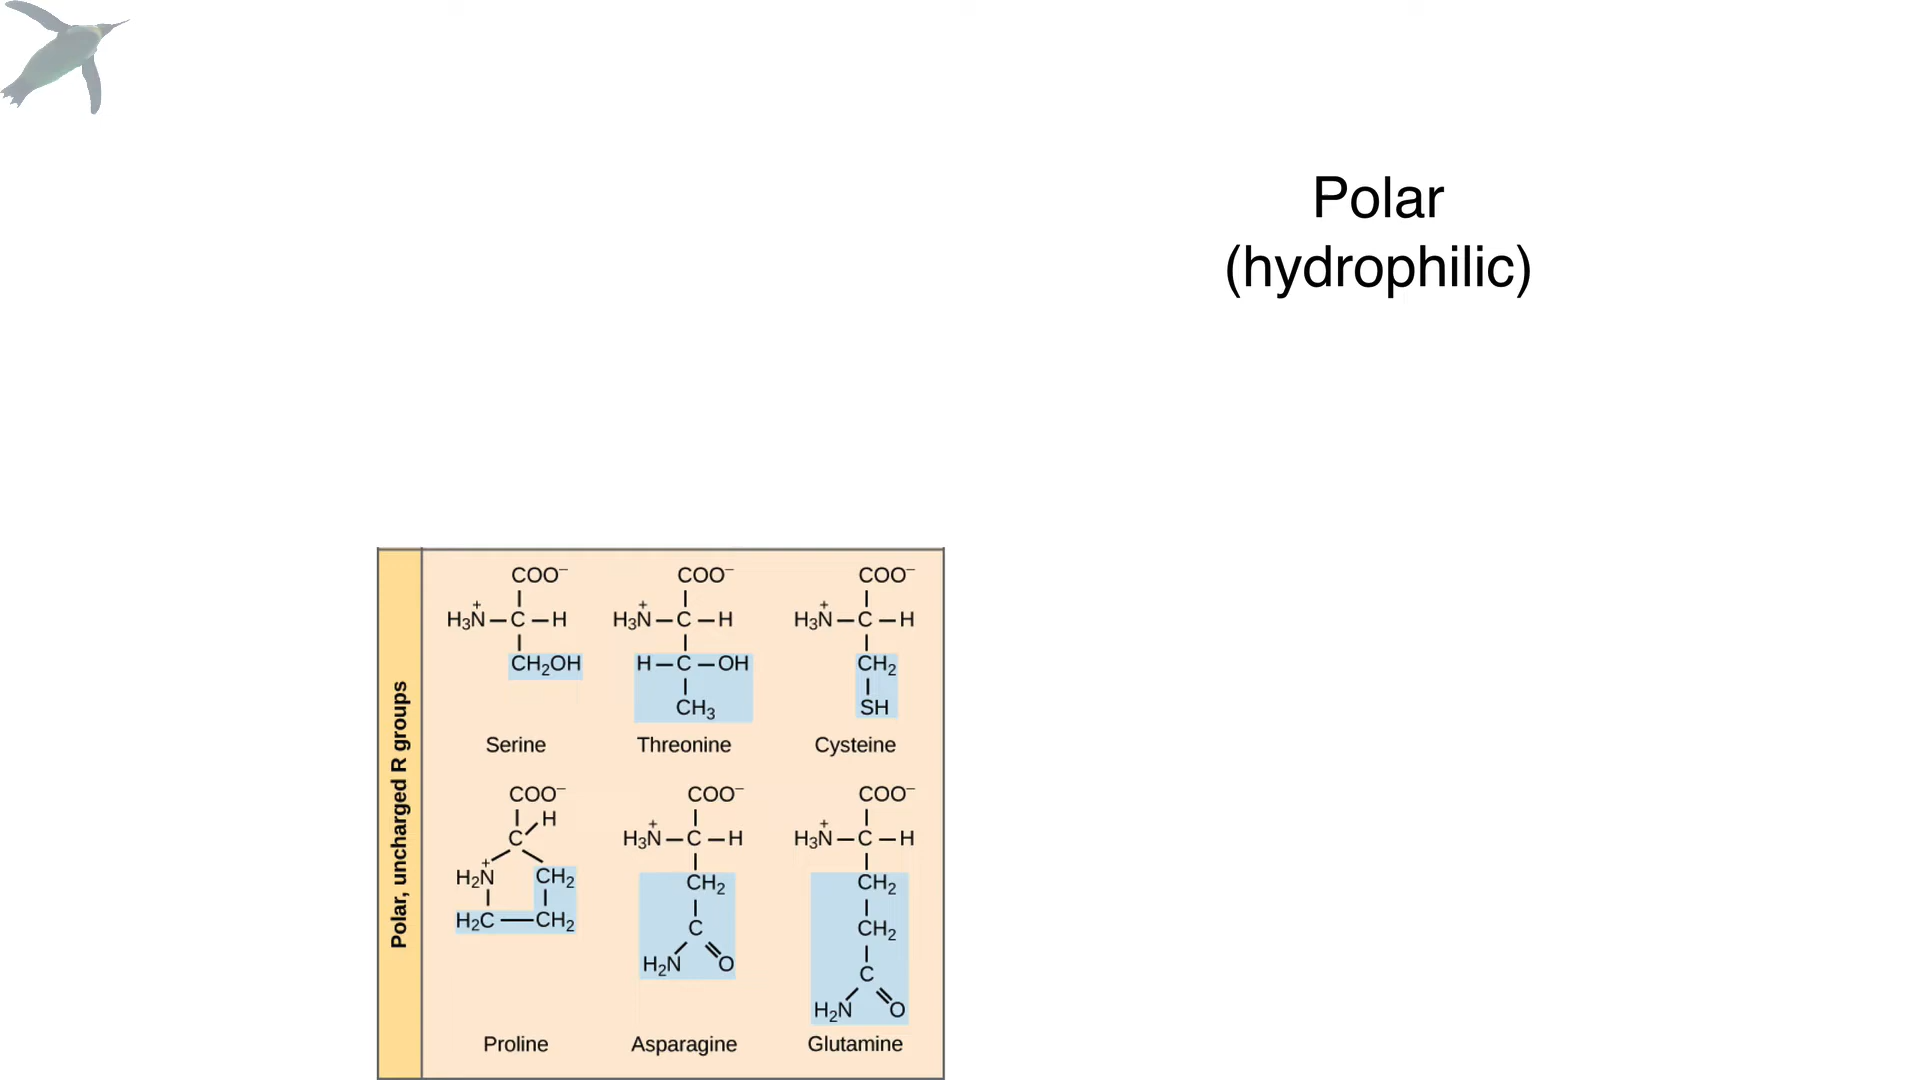 Polar
(hydrophilic)
Polar, uncharged R groups
COO⁻ COO⁻ COO⁻
H₃N⁺—C—H H₃N⁺—C—H H₃N⁺—C—H
CH₂OH H—C—OH CH₂
CH₃ SH
Serine Threonine Cysteine
COO⁻ COO⁻ COO⁻
H
C H₃N⁺—C—H H₃N⁺—C—H
H₂N⁺ CH₂ CH₂ CH₂
H₂C—CH₂ C CH₂
H₂N O C
H₂N O
Proline Asparagine Glutamine